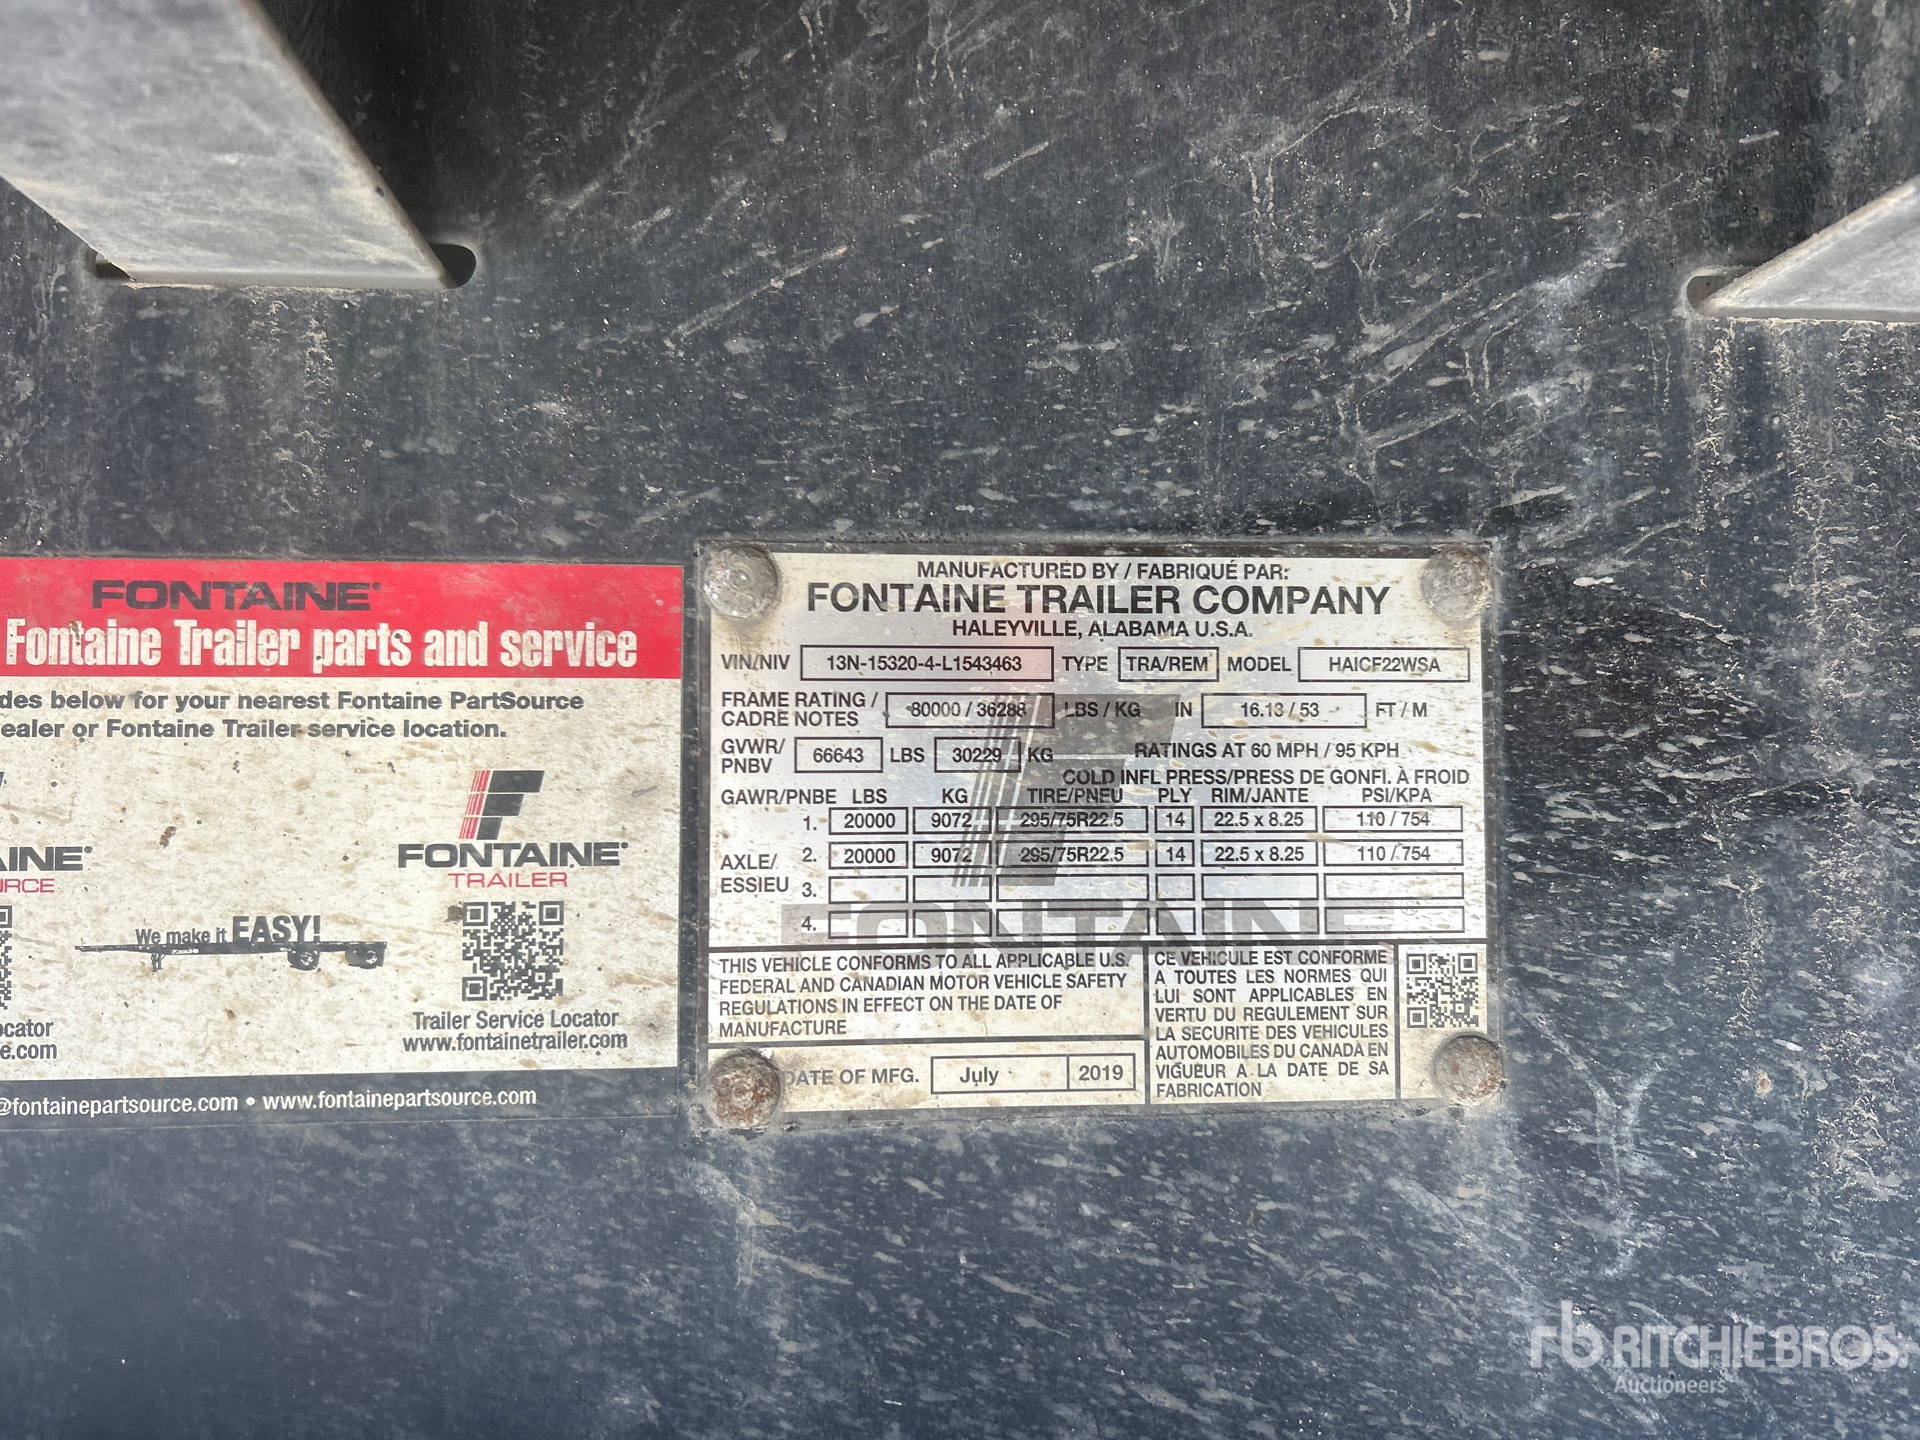 FONTAINE®
Fontaine Trailer parts and service
below for your nearest Fontaine PartSource
or Fontaine Trailer service location.
FONTAINE®
TRAILER
We make it EASY!
Trailer Service Locator
www.fontainetrailer.com
@fontainepartsource.com • www.fontainepartsource.com
MANUFACTURED BY / FABRIQUÉ PAR:
FONTAINE TRAILER COMPANY
HALEYVILLE, ALABAMA U.S.A.
VIN/NIV 13N-15320-4-L1543463 TYPE TRA/REM MODEL HAICF22WSA
FRAME RATING / CADRE NOTES 80000 / 36288 LBS / KG IN 16.13 / 53 FT / M
GVWR/ PNBV 66643 LBS 30229 KG RATINGS AT 60 MPH / 95 KPH
COLD INFL PRESS/PRESS DE GONFL. À FROID
GAWR/PNBE LBS KG TIRE/PNEU PLY RIM/JANTE PSI/KPA
AXLE/ ESSIEU
1. 20000 9072 295/75R22.5 14 22.5 x 8.25 110 / 754
2. 20000 9072 295/75R22.5 14 22.5 x 8.25 110 / 754
3.
4.
FONTAINE®
THIS VEHICLE CONFORMS TO ALL APPLICABLE U.S.
FEDERAL AND CANADIAN MOTOR VEHICLE SAFETY
REGULATIONS IN EFFECT ON THE DATE OF
MANUFACTURE
CE VEHICULE EST CONFORME
A TOUTES LES NORMES QUI
LUI SONT APPLICABLES EN
VERTU DU REGULEMENT SUR
LA SECURITE DES VEHICULES
AUTOMOBILES DU CANADA EN
VIGUEUR A LA DATE DE SA
FABRICATION
DATE OF MFG. July 2019
rb RITCHIE BROS.
Auctioneers